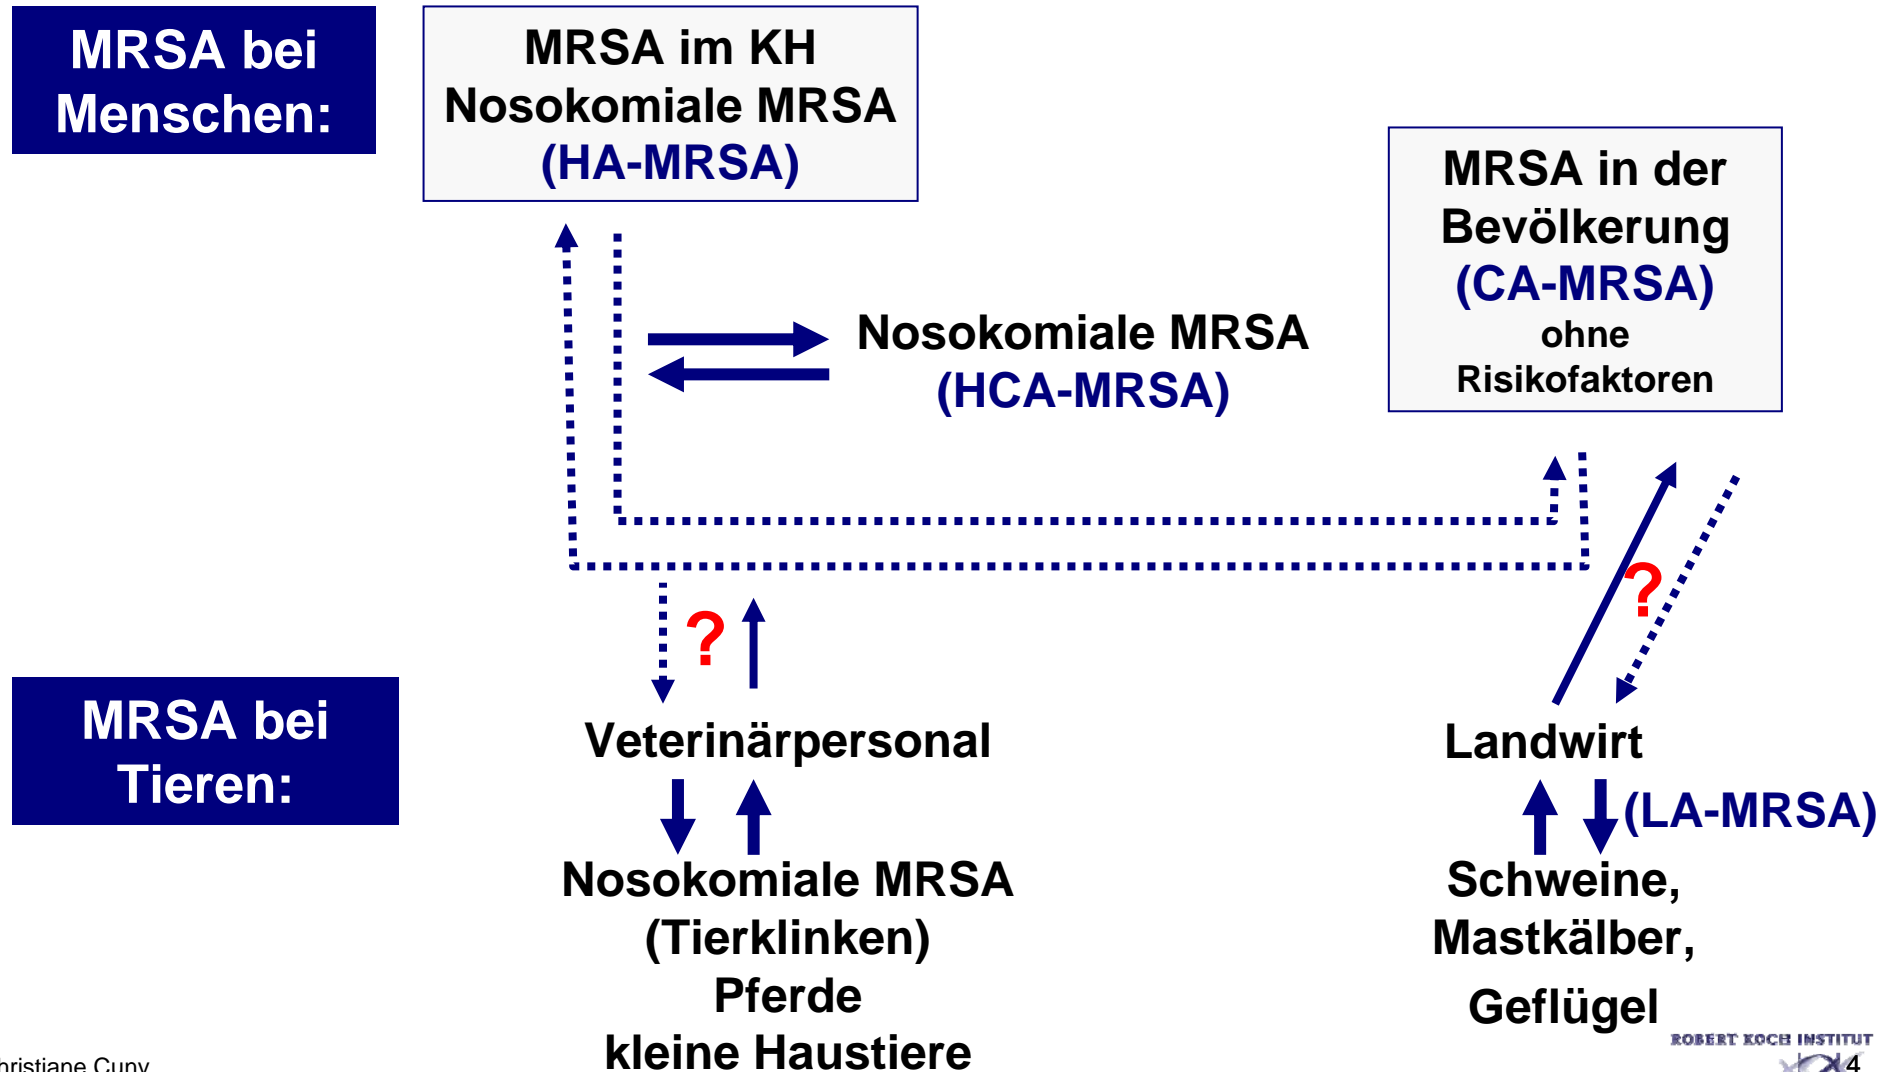 MRSA bei
Menschen:
MRSA im KH
Nosokomiale MRSA
(HA-MRSA)
MRSA in der
Bevölkerung
(CA-MRSA)
ohne
Risikofaktoren
Nosokomiale MRSA
(HCA-MRSA)
?
?
MRSA bei
Tieren:
Veterinärpersonal
Landwirt
(LA-MRSA)
Nosokomiale MRSA
(Tierklinken)
Pferde
kleine Haustiere
Schweine,
Mastkälber,
Geflügel
hristiane Cuny
ROBERT KOCH INSTITUT
4